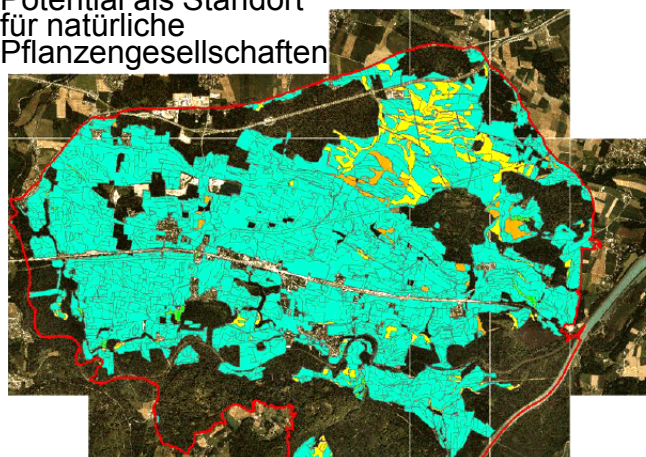 Potential als Standort
für natürliche
Pflanzengesellschaften